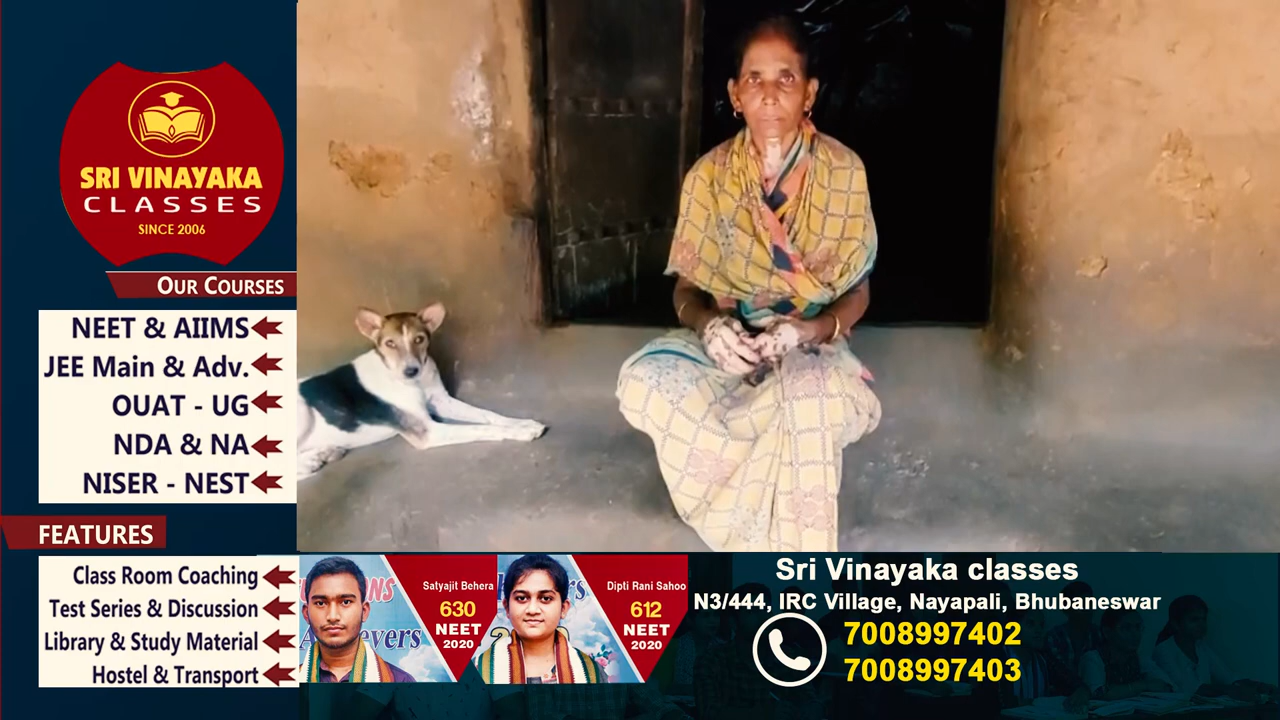 SRI VINAYAKA
CLASSES
SINCE 2006
OUR COURSES
NEET & AIIMS
JEE Main & Adv.
OUAT - UG
NDA & NA
NISER - NEST
FEATURES
Class Room Coaching
Test Series & Discussion
Library & Study Material
Hostel & Transport
Satyajit Behera
630
NEET
2020
Dipti Rani Sahoo
612
NEET
2020
Sri Vinayaka classes
N3/444, IRC Village, Nayapali, Bhubaneswar
7008997402
7008997403